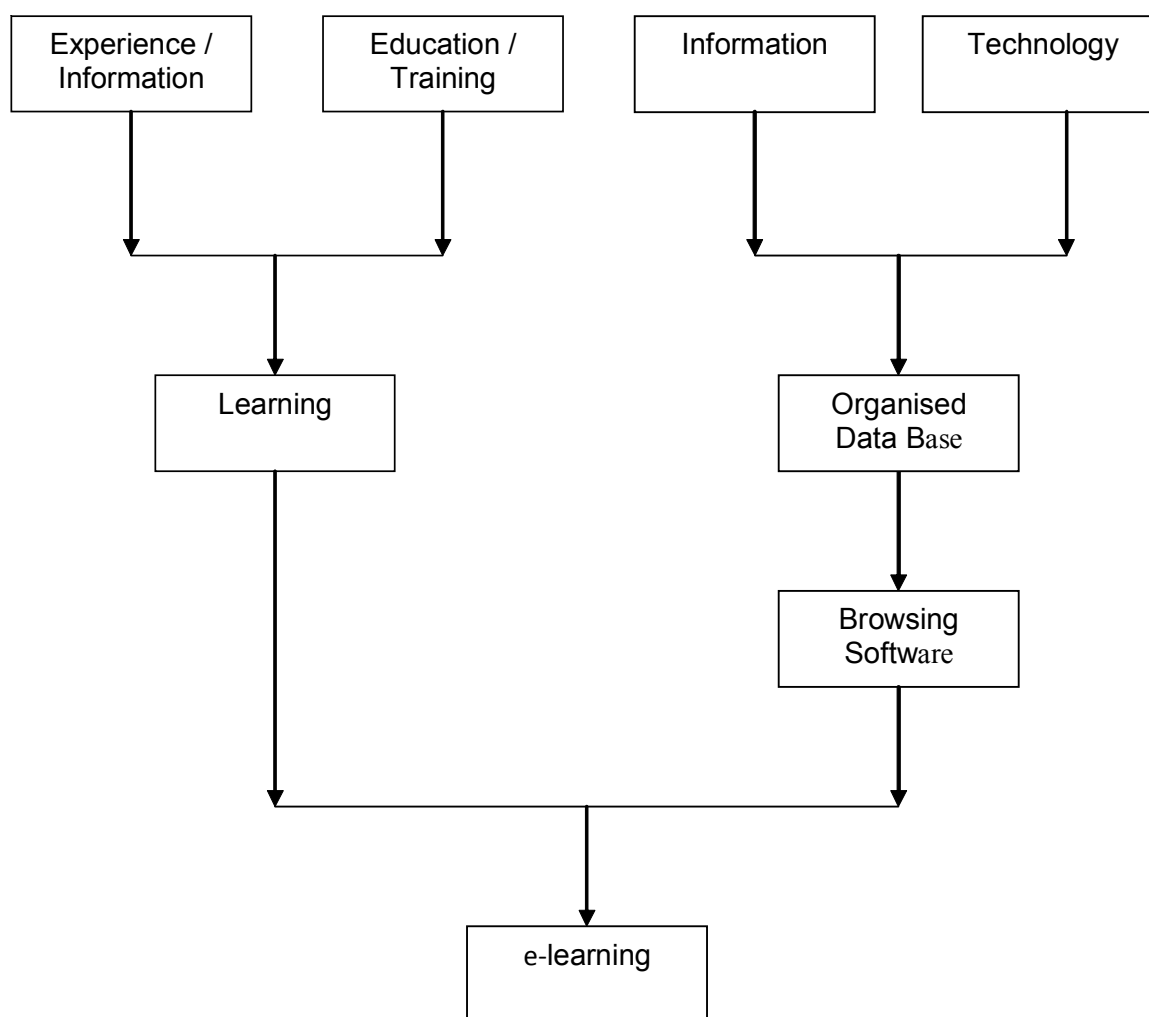 Experience /
Information
Education /
Training
Information
Technology
Learning
Organised
Data Base
Browsing
Software
e-learning